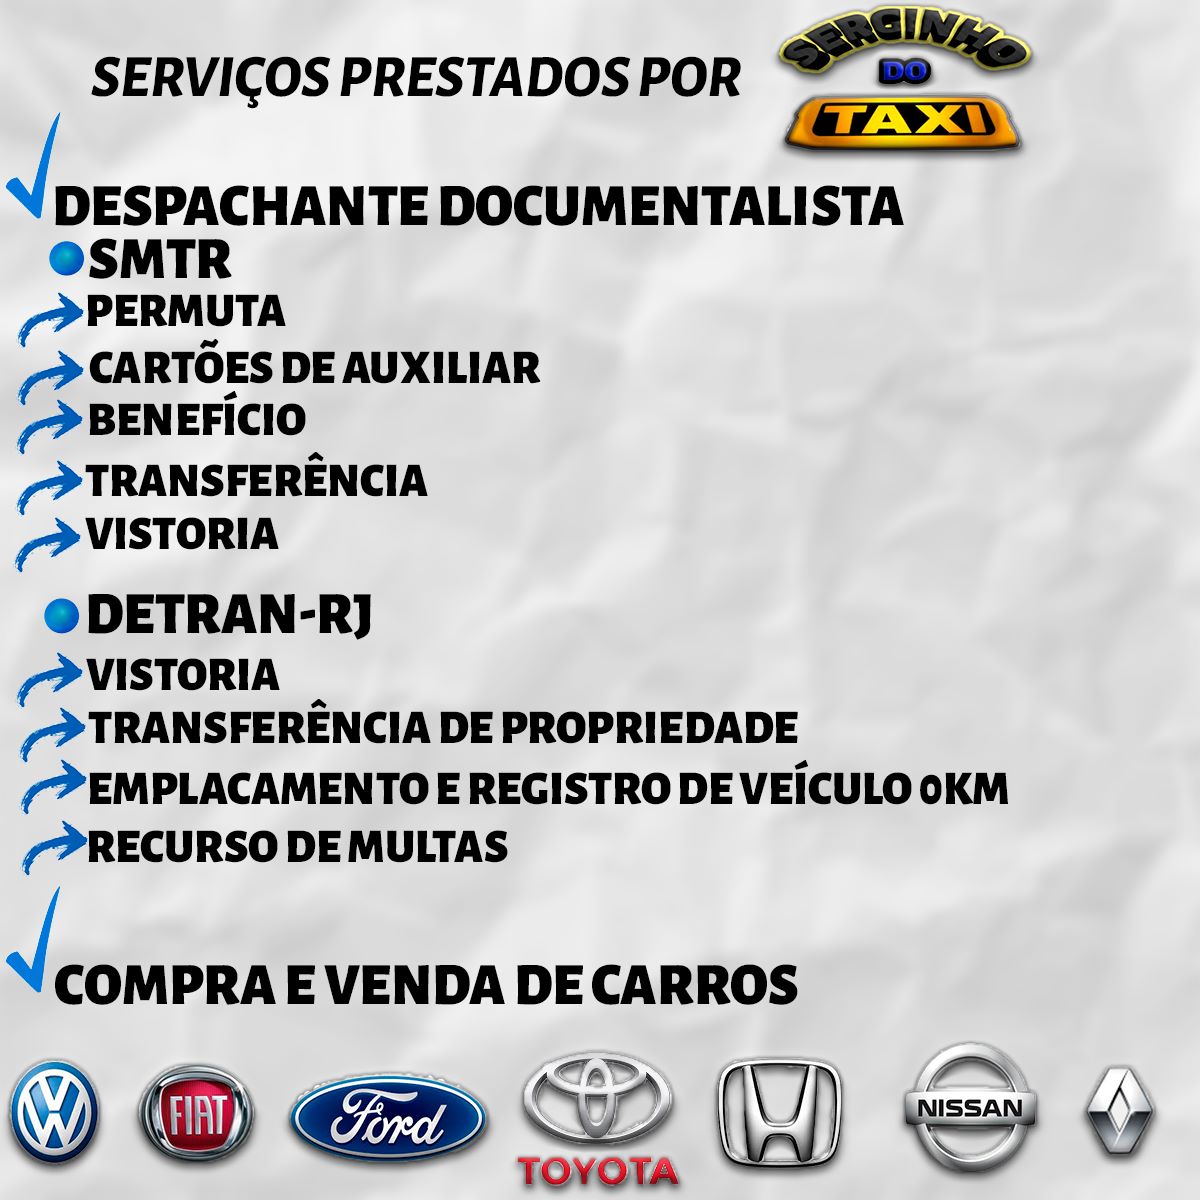 SERVIÇOS PRESTADOS POR
SERGINHO
DO
TAXI
DESPACHANTE DOCUMENTALISTA
SMTR
PERMUTA
CARTÕES DE AUXILIAR
BENEFÍCIO
TRANSFERÊNCIA
VISTORIA
DETRAN-RJ
VISTORIA
TRANSFERÊNCIA DE PROPRIEDADE
EMPLACAMENTO E REGISTRO DE VEÍCULO 0KM
RECURSO DE MULTAS
COMPRA E VENDA DE CARROS
FIAT
Ford
TOYOTA
NISSAN